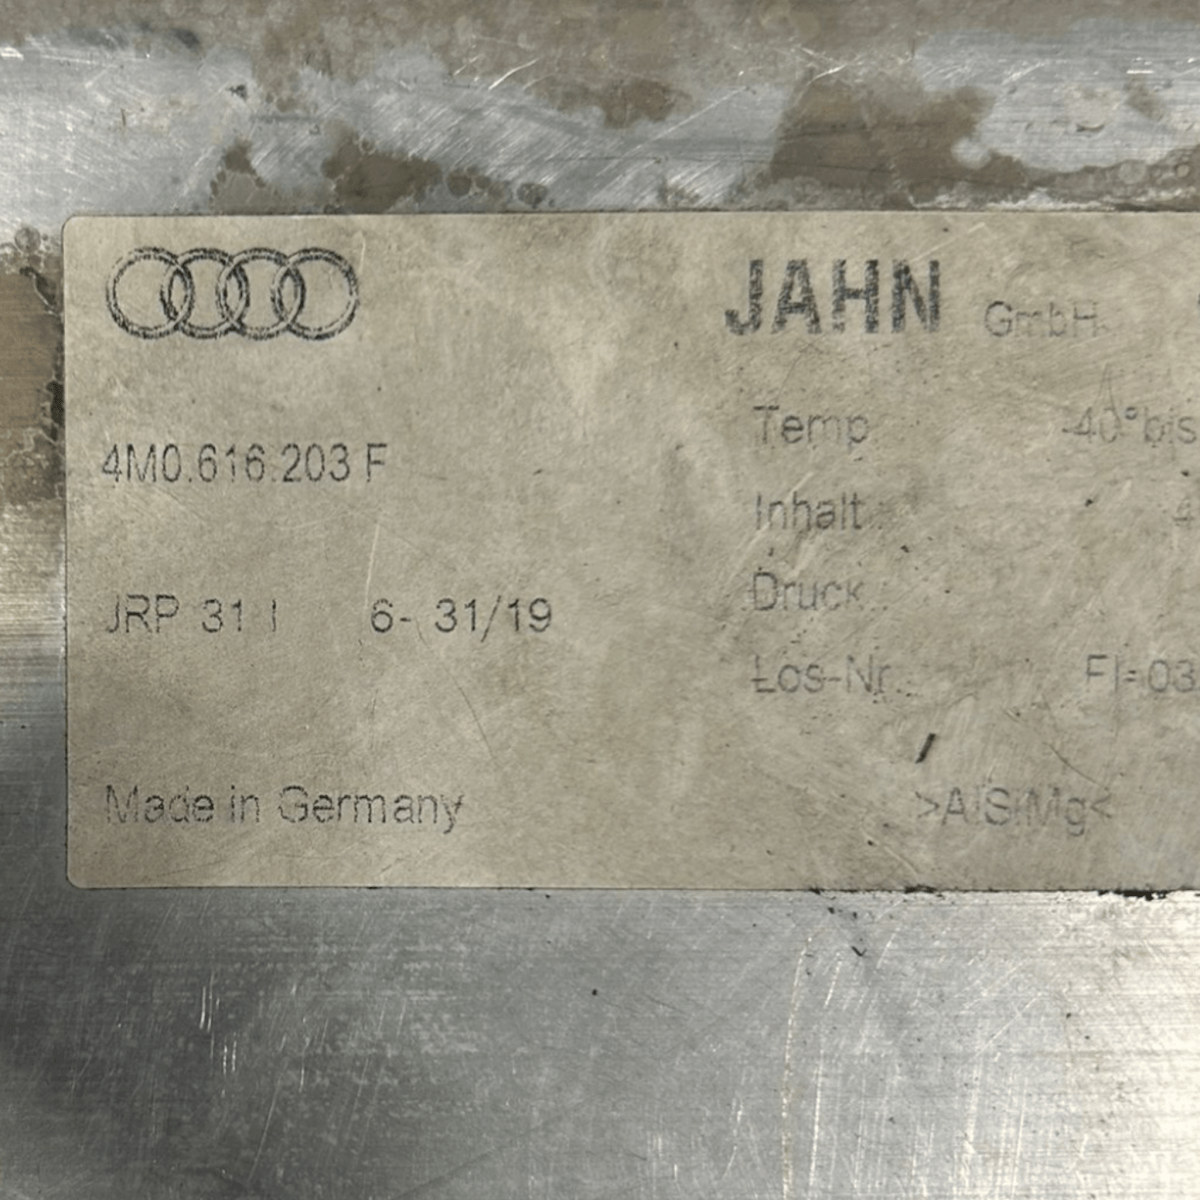 JAHN GmbH
4M0.616.203 F
Temp -40°bis
Inhalt 4
Druck
JRP 31 I 6- 31/19
Los-Nr.: FI-03
Made in Germany
>AlSiMg<